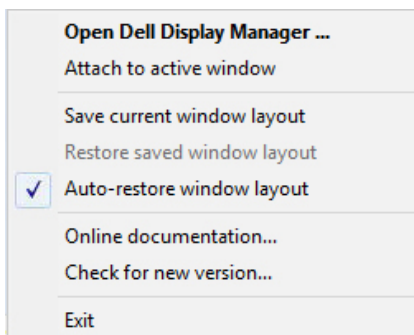 Open Dell Display Manager ...
Attach to active window
Save current window layout
Restore saved window layout
Auto-restore window layout
Online documentation...
Check for new version...
Exit